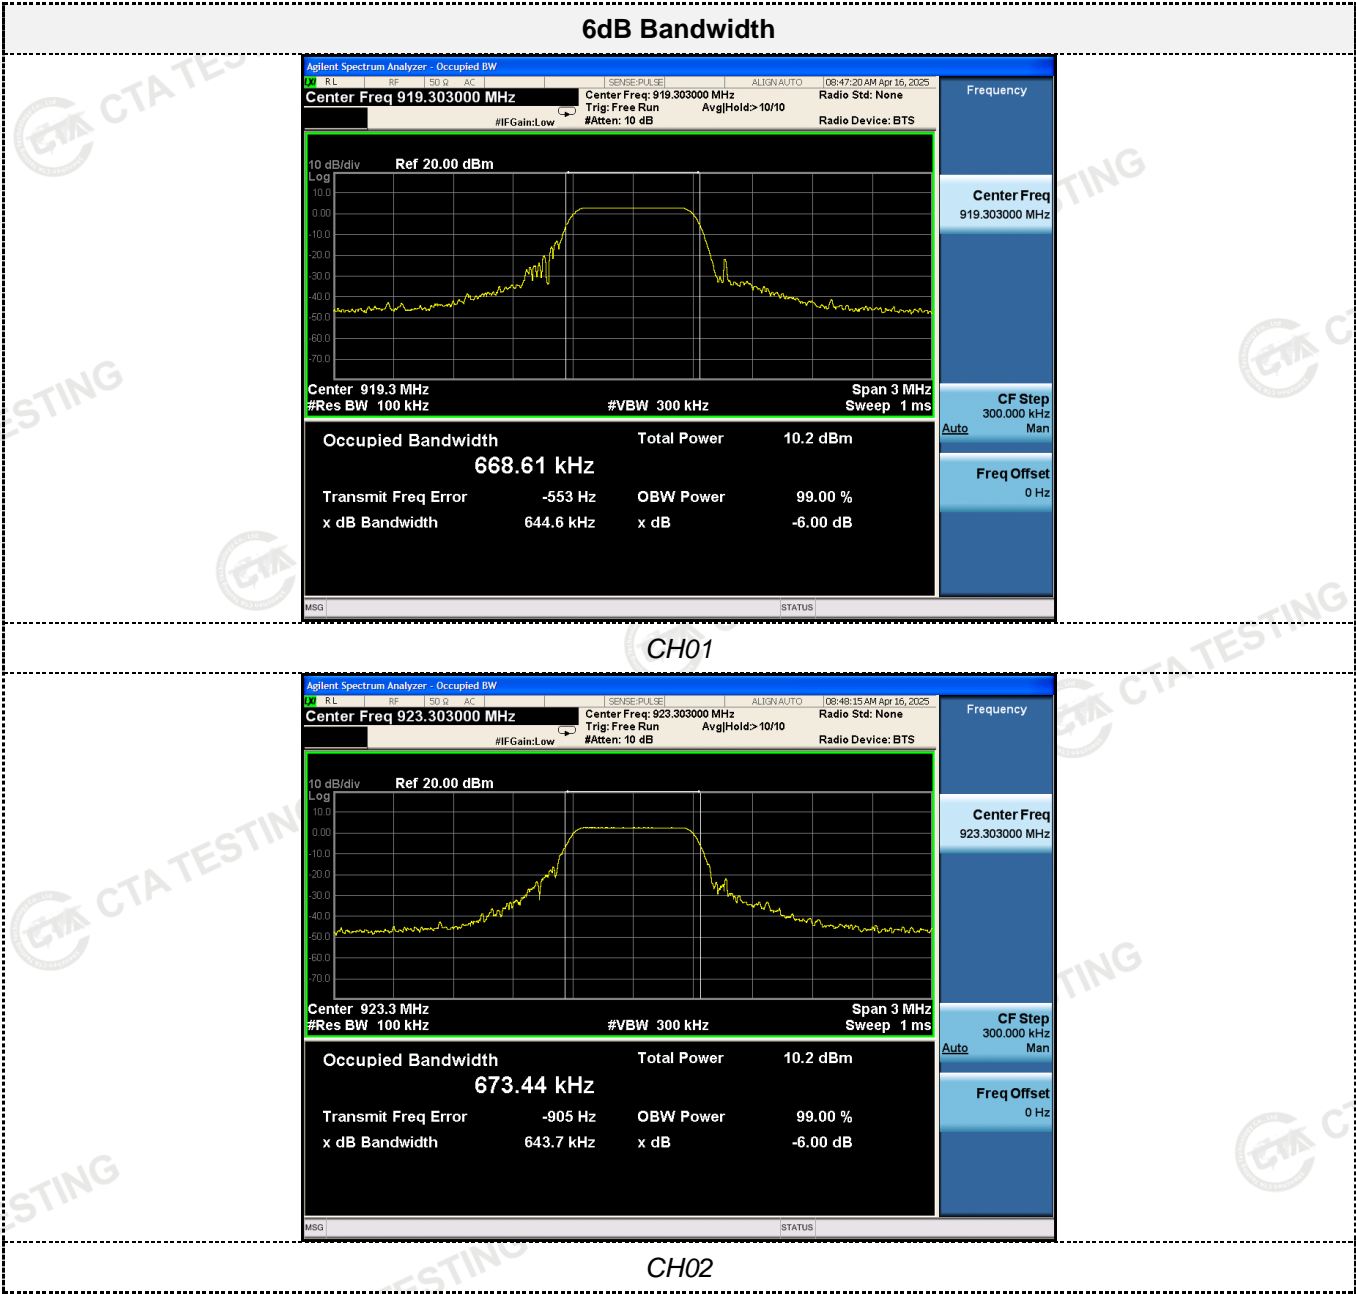 6dB Bandwidth
Agilent Spectrum Analyzer - Occupied BW
LXI RL RF 50 Ω AC SENSE:PULSE ALIGN AUTO 08:47:20 AM Apr 16, 2025
Center Freq 919.303000 MHz
Center Freq: 919.303000 MHz Radio Std: None
Trig: Free Run Avg|Hold:>10/10
#IFGain:Low #Atten: 10 dB Radio Device: BTS
Frequency
10 dB/div Ref 20.00 dBm
Log
10.0
0.00
-10.0
-20.0
-30.0
-40.0
-50.0
-60.0
-70.0
Center Freq
919.303000 MHz
Center 919.3 MHz Span 3 MHz
#Res BW 100 kHz #VBW 300 kHz Sweep 1 ms
CF Step
300.000 kHz
Auto Man
Freq Offset
0 Hz
Occupied Bandwidth Total Power 10.2 dBm
668.61 kHz
Transmit Freq Error -553 Hz OBW Power 99.00 %
x dB Bandwidth 644.6 kHz x dB -6.00 dB
MSG STATUS
CH01
Agilent Spectrum Analyzer - Occupied BW
LXI RL RF 50 Ω AC SENSE:PULSE ALIGN AUTO 08:48:15 AM Apr 16, 2025
Center Freq 923.303000 MHz
Center Freq: 923.303000 MHz Radio Std: None
Trig: Free Run Avg|Hold:>10/10
#IFGain:Low #Atten: 10 dB Radio Device: BTS
Frequency
10 dB/div Ref 20.00 dBm
Log
10.0
0.00
-10.0
-20.0
-30.0
-40.0
-50.0
-60.0
-70.0
Center Freq
923.303000 MHz
Center 923.3 MHz Span 3 MHz
#Res BW 100 kHz #VBW 300 kHz Sweep 1 ms
CF Step
300.000 kHz
Auto Man
Freq Offset
0 Hz
Occupied Bandwidth Total Power 10.2 dBm
673.44 kHz
Transmit Freq Error -905 Hz OBW Power 99.00 %
x dB Bandwidth 643.7 kHz x dB -6.00 dB
MSG STATUS
CH02
CTA TESTING